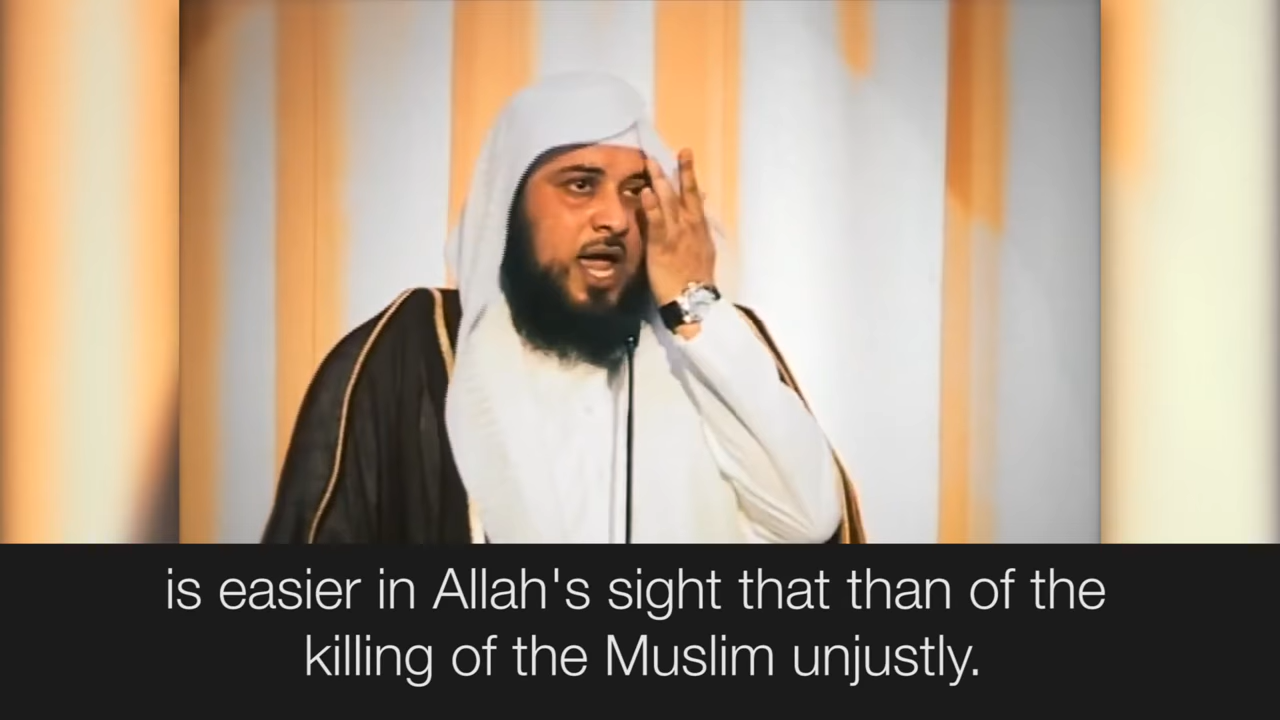 is easier in Allah's sight that than of the
killing of the Muslim unjustly.